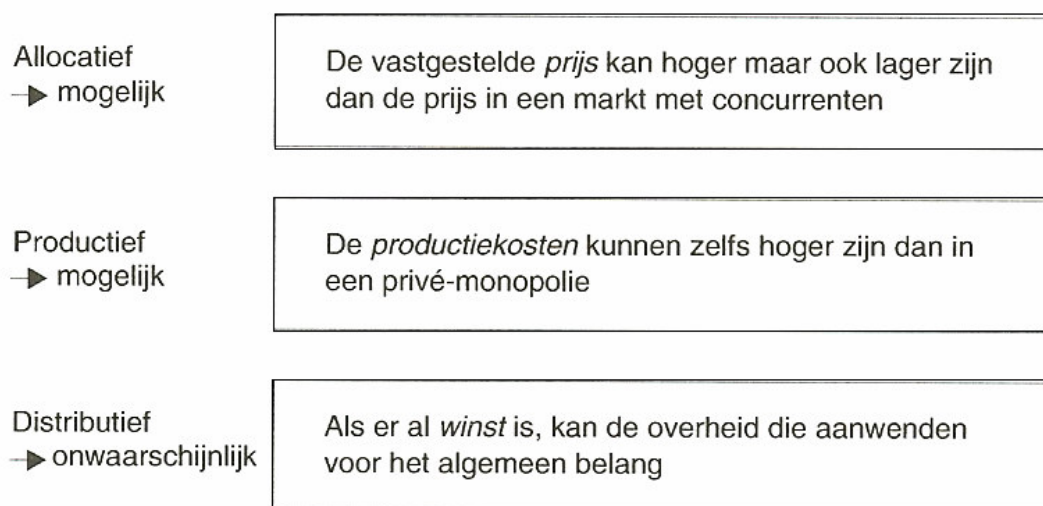 Allocatief
→ mogelijk
De vastgestelde prijs kan hoger maar ook lager zijn
dan de prijs in een markt met concurrenten
Productief
→ mogelijk
De productiekosten kunnen zelfs hoger zijn dan in
een privé-monopolie
Distributief
→ onwaarschijnlijk
Als er al winst is, kan de overheid die aanwenden
voor het algemeen belang